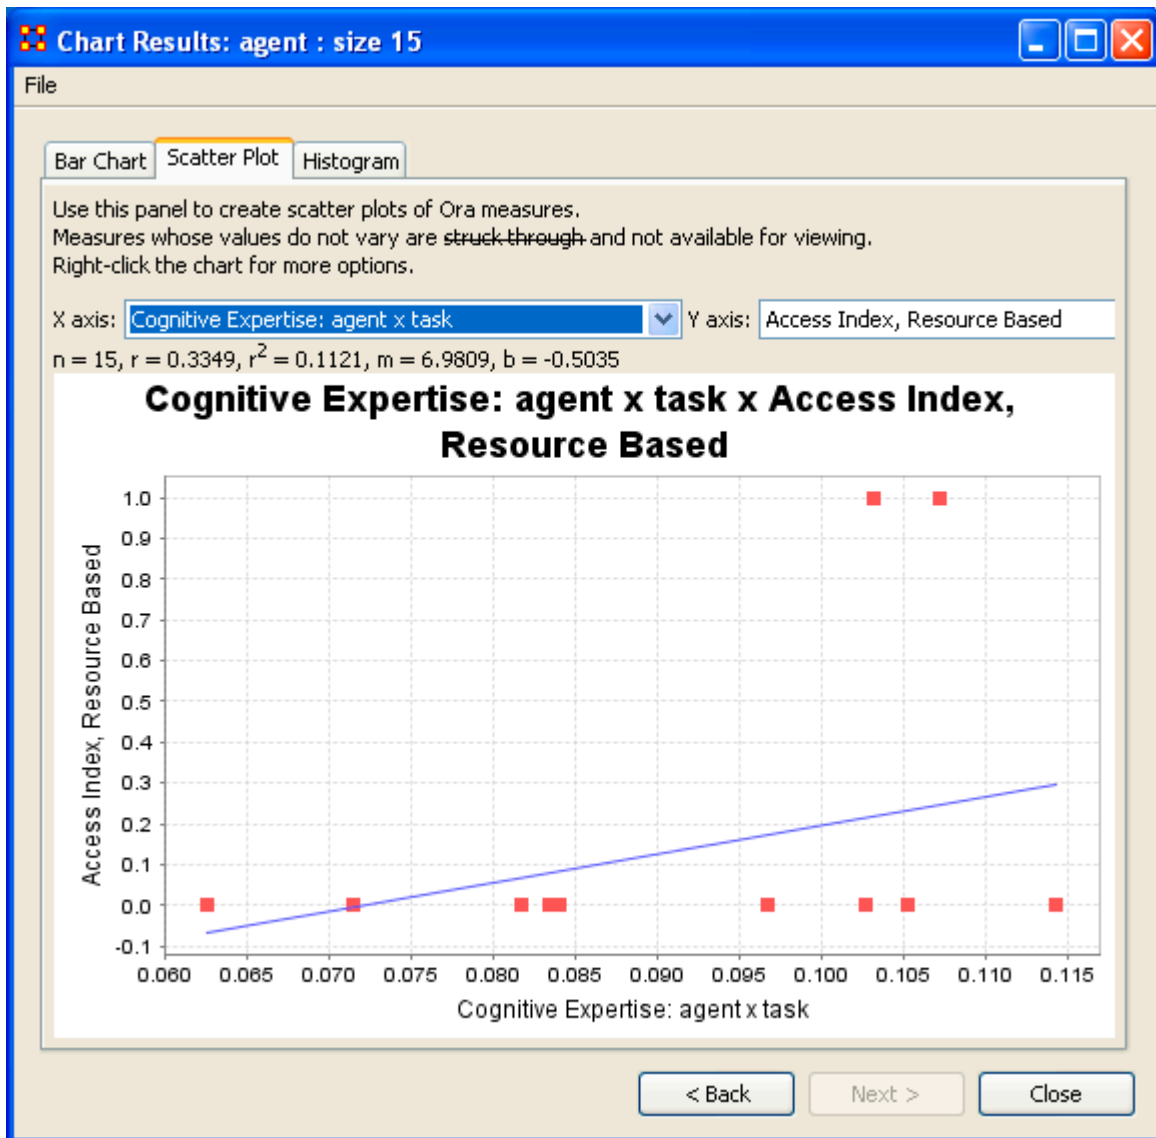 Chart Results: agent : size 15
File
Bar Chart Scatter Plot Histogram
Use this panel to create scatter plots of Ora measures.
Measures whose values do not vary are struck through and not available for viewing.
Right-click the chart for more options.
X axis: Cognitive Expertise: agent x task Y axis: Access Index, Resource Based
n = 15, r = 0.3349, r² = 0.1121, m = 6.9809, b = -0.5035
Cognitive Expertise: agent x task x Access Index,
Resource Based
Access Index, Resource Based
1.0
0.9
0.8
0.7
0.6
0.5
0.4
0.3
0.2
0.1
0.0
-0.1
0.060 0.065 0.070 0.075 0.080 0.085 0.090 0.095 0.100 0.105 0.110 0.115
Cognitive Expertise: agent x task
< Back Next > Close